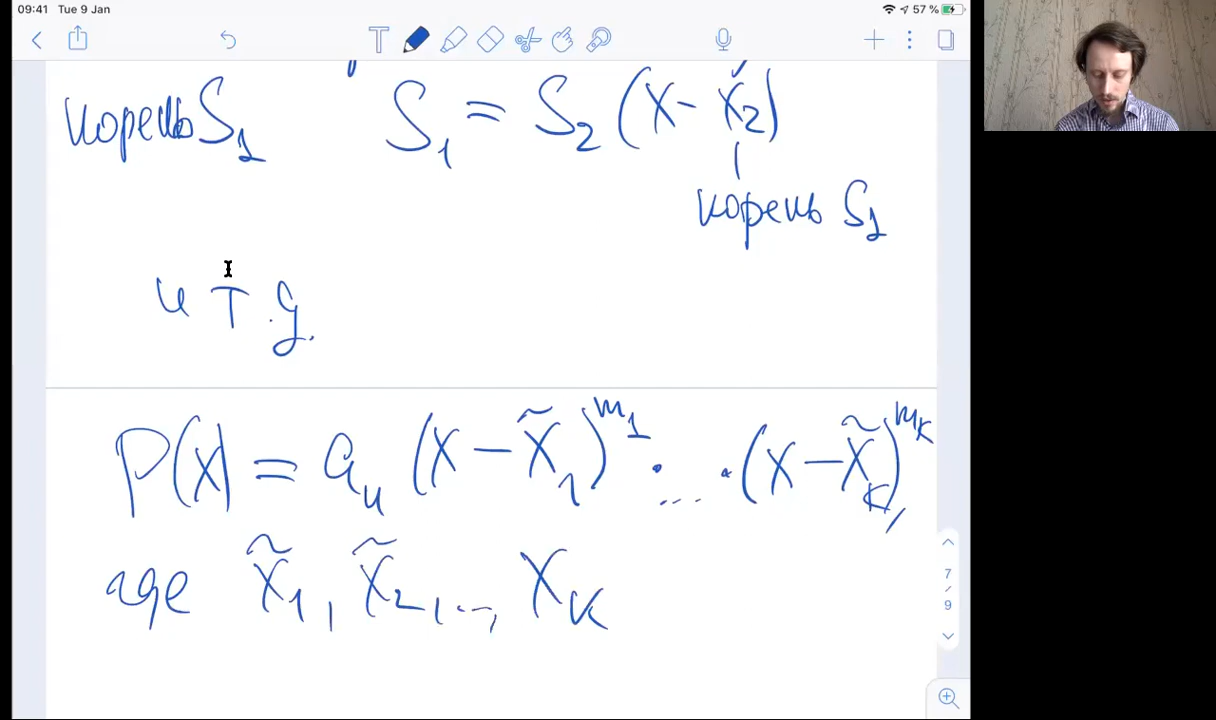 09:41 Tue 9 Jan 57 %
T
корень S₁ S₁ = S₂ (x - x̃₂)
корень S₁
и т.д.
P(x) = aₙ (x - x̃₁)^m₁ · ... · (x - x̃ₖ)^mₖ,
где x̃₁, x̃₂, ..., xₖ
7
/
9